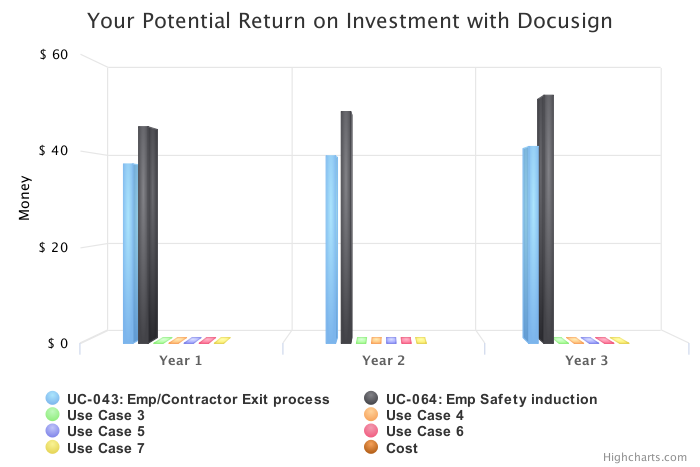 Your Potential Return on Investment with Docusign
$ 60
$ 40
$ 20
$ 0
Money
Year 1
Year 2
Year 3
UC-043: Emp/Contractor Exit process
UC-064: Emp Safety induction
Use Case 3
Use Case 4
Use Case 5
Use Case 6
Use Case 7
Cost
Highcharts.com